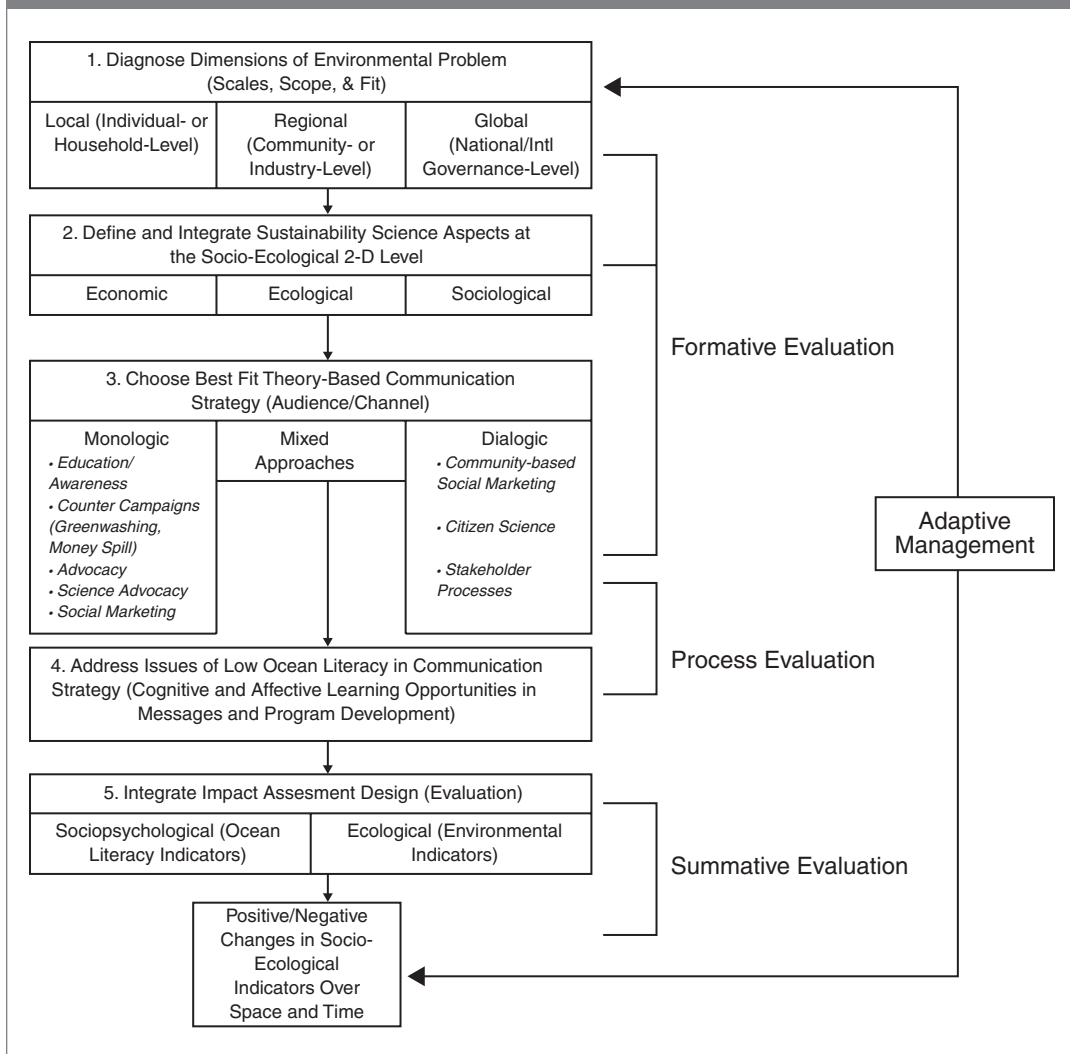 1. Diagnose Dimensions of Environmental Problem
(Scales, Scope, & Fit)
Local (Individual- or
Household-Level)
Regional
(Community- or
Industry-Level)
Global
(National/Intl
Governance-Level)
2. Define and Integrate Sustainability Science Aspects at
the Socio-Ecological 2-D Level
Economic
Ecological
Sociological
3. Choose Best Fit Theory-Based Communication
Strategy (Audience/Channel)
Monologic
• Education/
Awareness
• Counter Campaigns
(Greenwashing,
Money Spill)
• Advocacy
• Science Advocacy
• Social Marketing
Mixed
Approaches
Dialogic
• Community-based
Social Marketing
• Citizen Science
• Stakeholder
Processes
4. Address Issues of Low Ocean Literacy in Communication
Strategy (Cognitive and Affective Learning Opportunities in
Messages and Program Development)
5. Integrate Impact Assesment Design (Evaluation)
Sociopsychological (Ocean
Literacy Indicators)
Ecological (Environmental
Indicators)
Positive/Negative
Changes in Socio-
Ecological
Indicators Over
Space and Time
Formative Evaluation
Process Evaluation
Summative Evaluation
Adaptive
Management